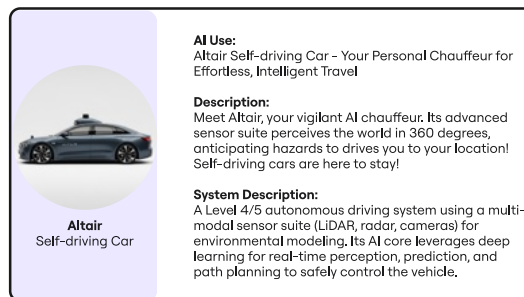 Altair
Self-driving Car
AI Use:
Altair Self-driving Car – Your Personal Chauffeur for
Effortless, Intelligent Travel
Description:
Meet Altair, your vigilant AI chauffeur. Its advanced
sensor suite perceives the world in 360 degrees,
anticipating hazards to drives you to your location!
Self-driving cars are here to stay!
System Description:
A Level 4/5 autonomous driving system using a multi-
modal sensor suite (LiDAR, radar, cameras) for
environmental modeling. Its AI core leverages deep
learning for real-time perception, prediction, and
path planning to safely control the vehicle.